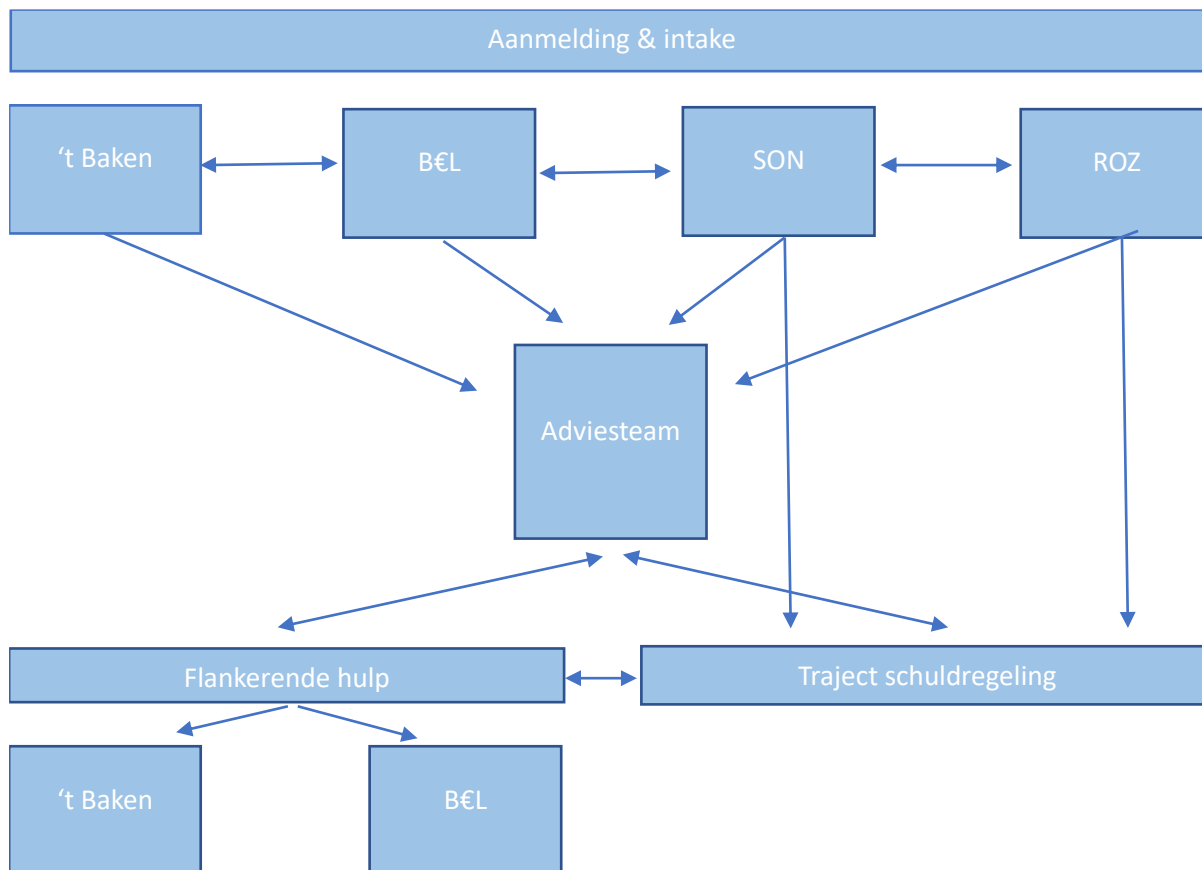 Aanmelding & intake
‘t Baken
B€L
SON
ROZ
Adviesteam
Flankerende hulp
Traject schuldregeling
‘t Baken
B€L